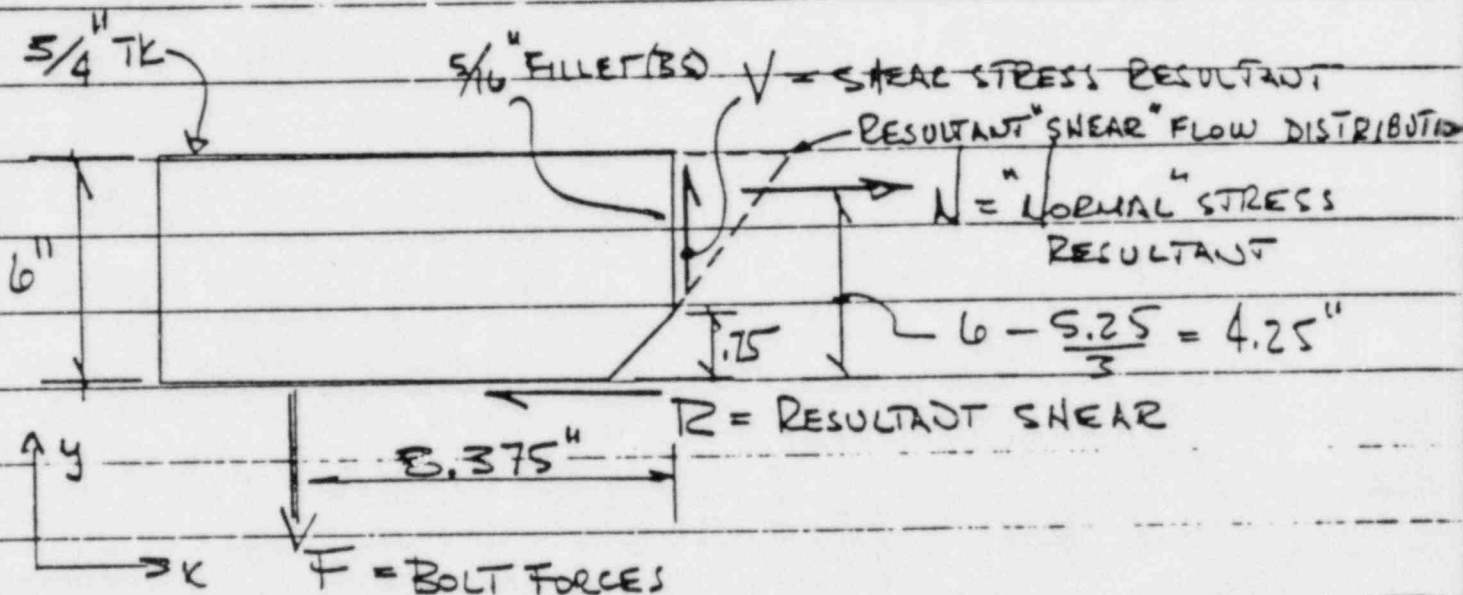 5/4" TK
5/16" FILLET (BS) V = SHEAR STRESS RESULTANT
RESULTANT "SHEAR" FLOW DISTRIBUTIO
N = "NORMAL" STRESS
RESULTANT
6"
.75
6 - 5.25/3 = 4.25"
R = RESULTANT SHEAR
y
8.375"
x
F = BOLT FORCES